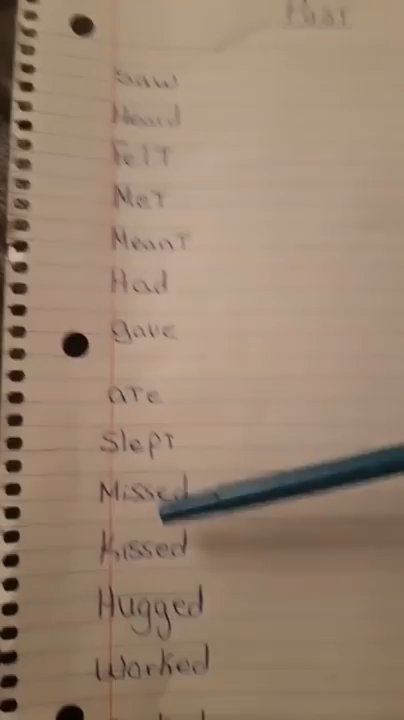 Past
Saw
Heard
Felt
Met
Meant
Had
gave
ate
Slept
Missed
Kissed
Hugged
Worked